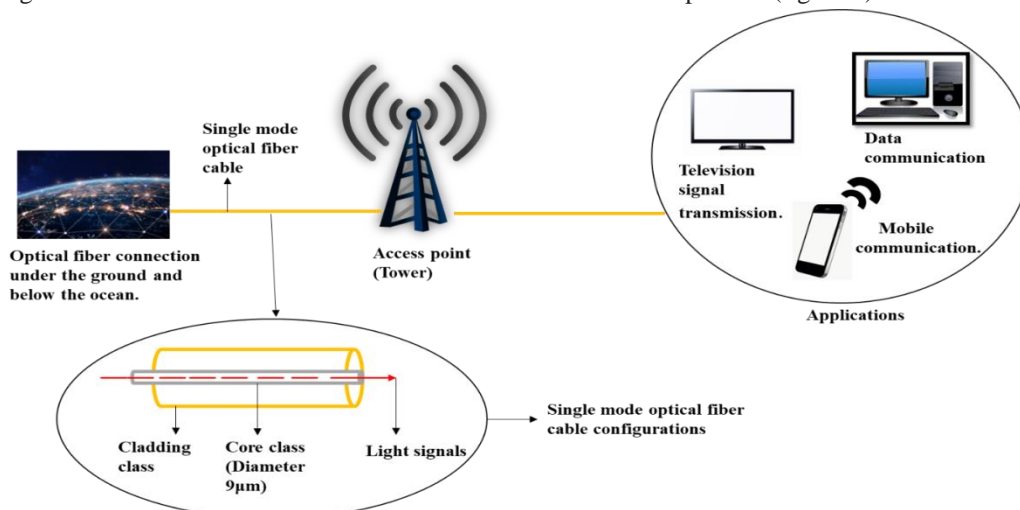 Single mode
optical fiber
cable
Optical fiber connection
under the ground and
below the ocean.
Access point
(Tower)
Television
signal
transmission.
Data
communication
Mobile
communication.
Applications
Cladding
class
Core class
(Diameter
9μm)
Light signals
Single mode optical fiber
cable configurations